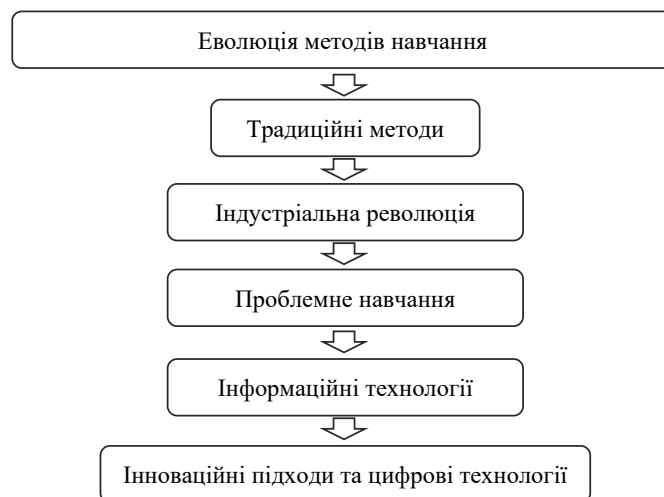 Еволюція методів навчання
Традиційні методи
Індустріальна революція
Проблемне навчання
Інформаційні технології
Інноваційні підходи та цифрові технології